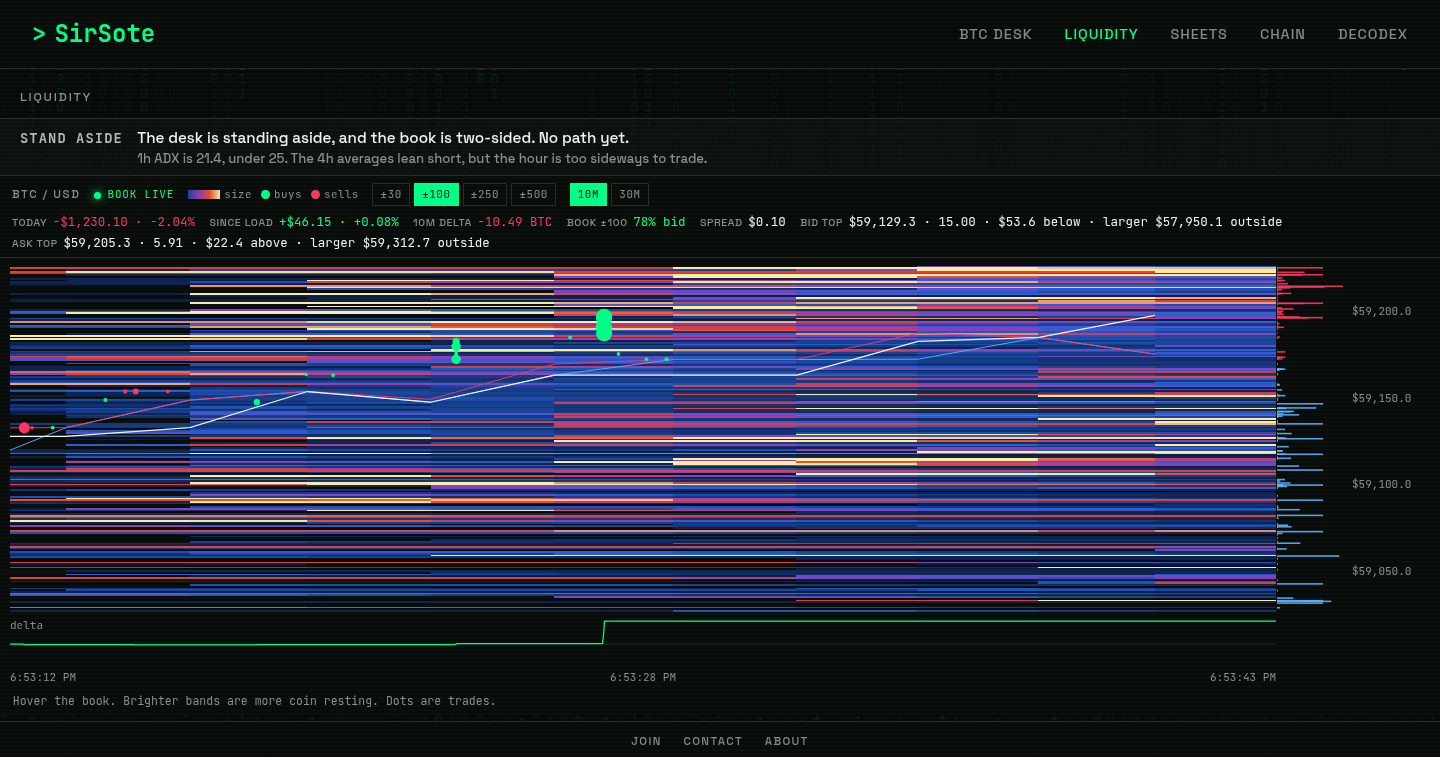 > SirSote
BTC DESK LIQUIDITY SHEETS CHAIN DECODEX
LIQUIDITY
STAND ASIDE The desk is standing aside, and the book is two-sided. No path yet.
1h ADX is 21.4, under 25. The 4h averages lean short, but the hour is too sideways to trade.
BTC / USD BOOK LIVE size buys sells ±30 ±100 ±250 ±500 10M 30M
TODAY -$1,230.10 · -2.04% SINCE LOAD +$46.15 · +0.08% 10M DELTA -10.49 BTC BOOK ±100 78% bid SPREAD $0.10 BID TOP $59,129.3 · 15.00 · $53.6 below · larger $57,950.1 outside
ASK TOP $59,205.3 · 5.91 · $22.4 above · larger $59,312.7 outside
$59,200.0
$59,150.0
$59,100.0
$59,050.0
delta
6:53:12 PM 6:53:28 PM 6:53:43 PM
Hover the book. Brighter bands are more coin resting. Dots are trades.
JOIN CONTACT ABOUT